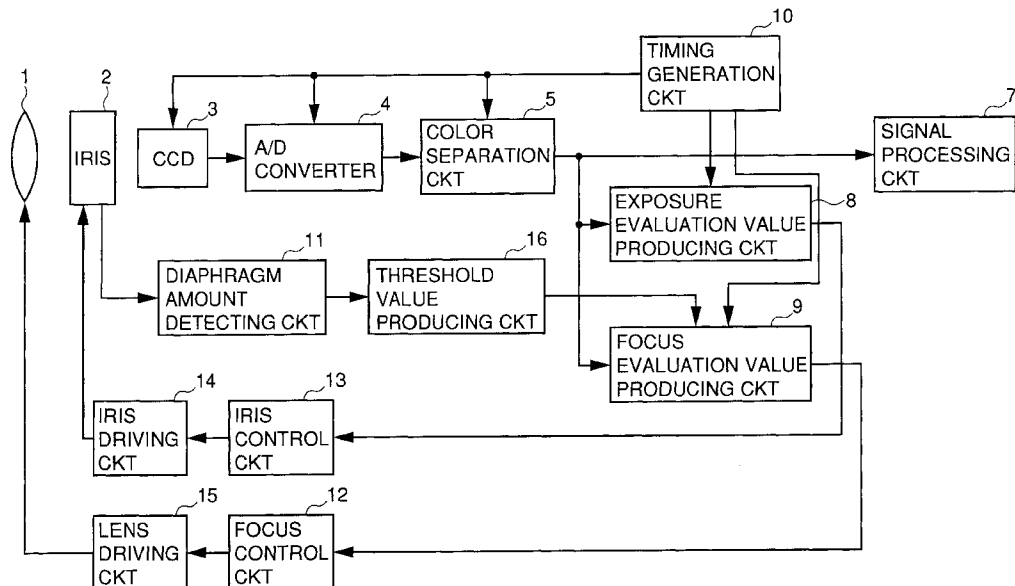 10
TIMING
GENERATION
CKT
1
2
IRIS
3
CCD
4
A/D
CONVERTER
5
COLOR
SEPARATION
CKT
7
SIGNAL
PROCESSING
CKT
8
EXPOSURE
EVALUATION VALUE
PRODUCING CKT
11
DIAPHRAGM
AMOUNT
DETECTING CKT
16
THRESHOLD
VALUE
PRODUCING CKT
9
FOCUS
EVALUATION VALUE
PRODUCING CKT
14
IRIS
DRIVING
CKT
13
IRIS
CONTROL
CKT
15
LENS
DRIVING
CKT
12
FOCUS
CONTROL
CKT